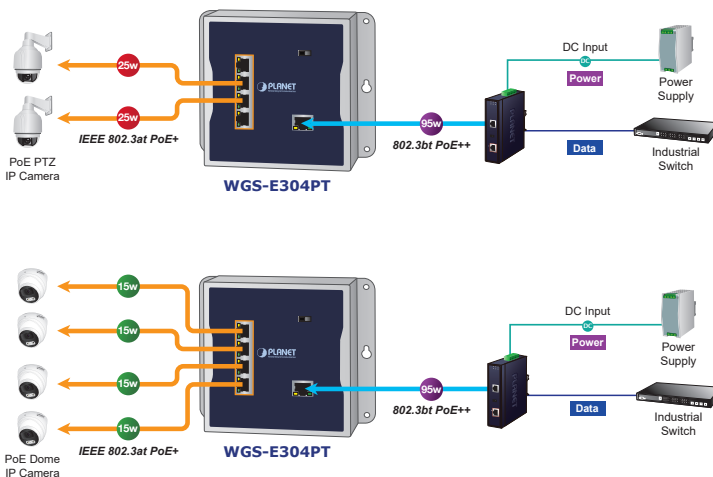 25w
25w
IEEE 802.3at PoE+
PoE PTZ
IP Camera
PLANET
WGS-E304PT
95w
802.3bt PoE++
PLANET
DC Input
DC
Power
Power
Supply
Data
Industrial
Switch
15w
15w
15w
15w
IEEE 802.3at PoE+
PoE Dome
IP Camera
PLANET
WGS-E304PT
95w
802.3bt PoE++
PLANET
DC Input
DC
Power
Power
Supply
Data
Industrial
Switch